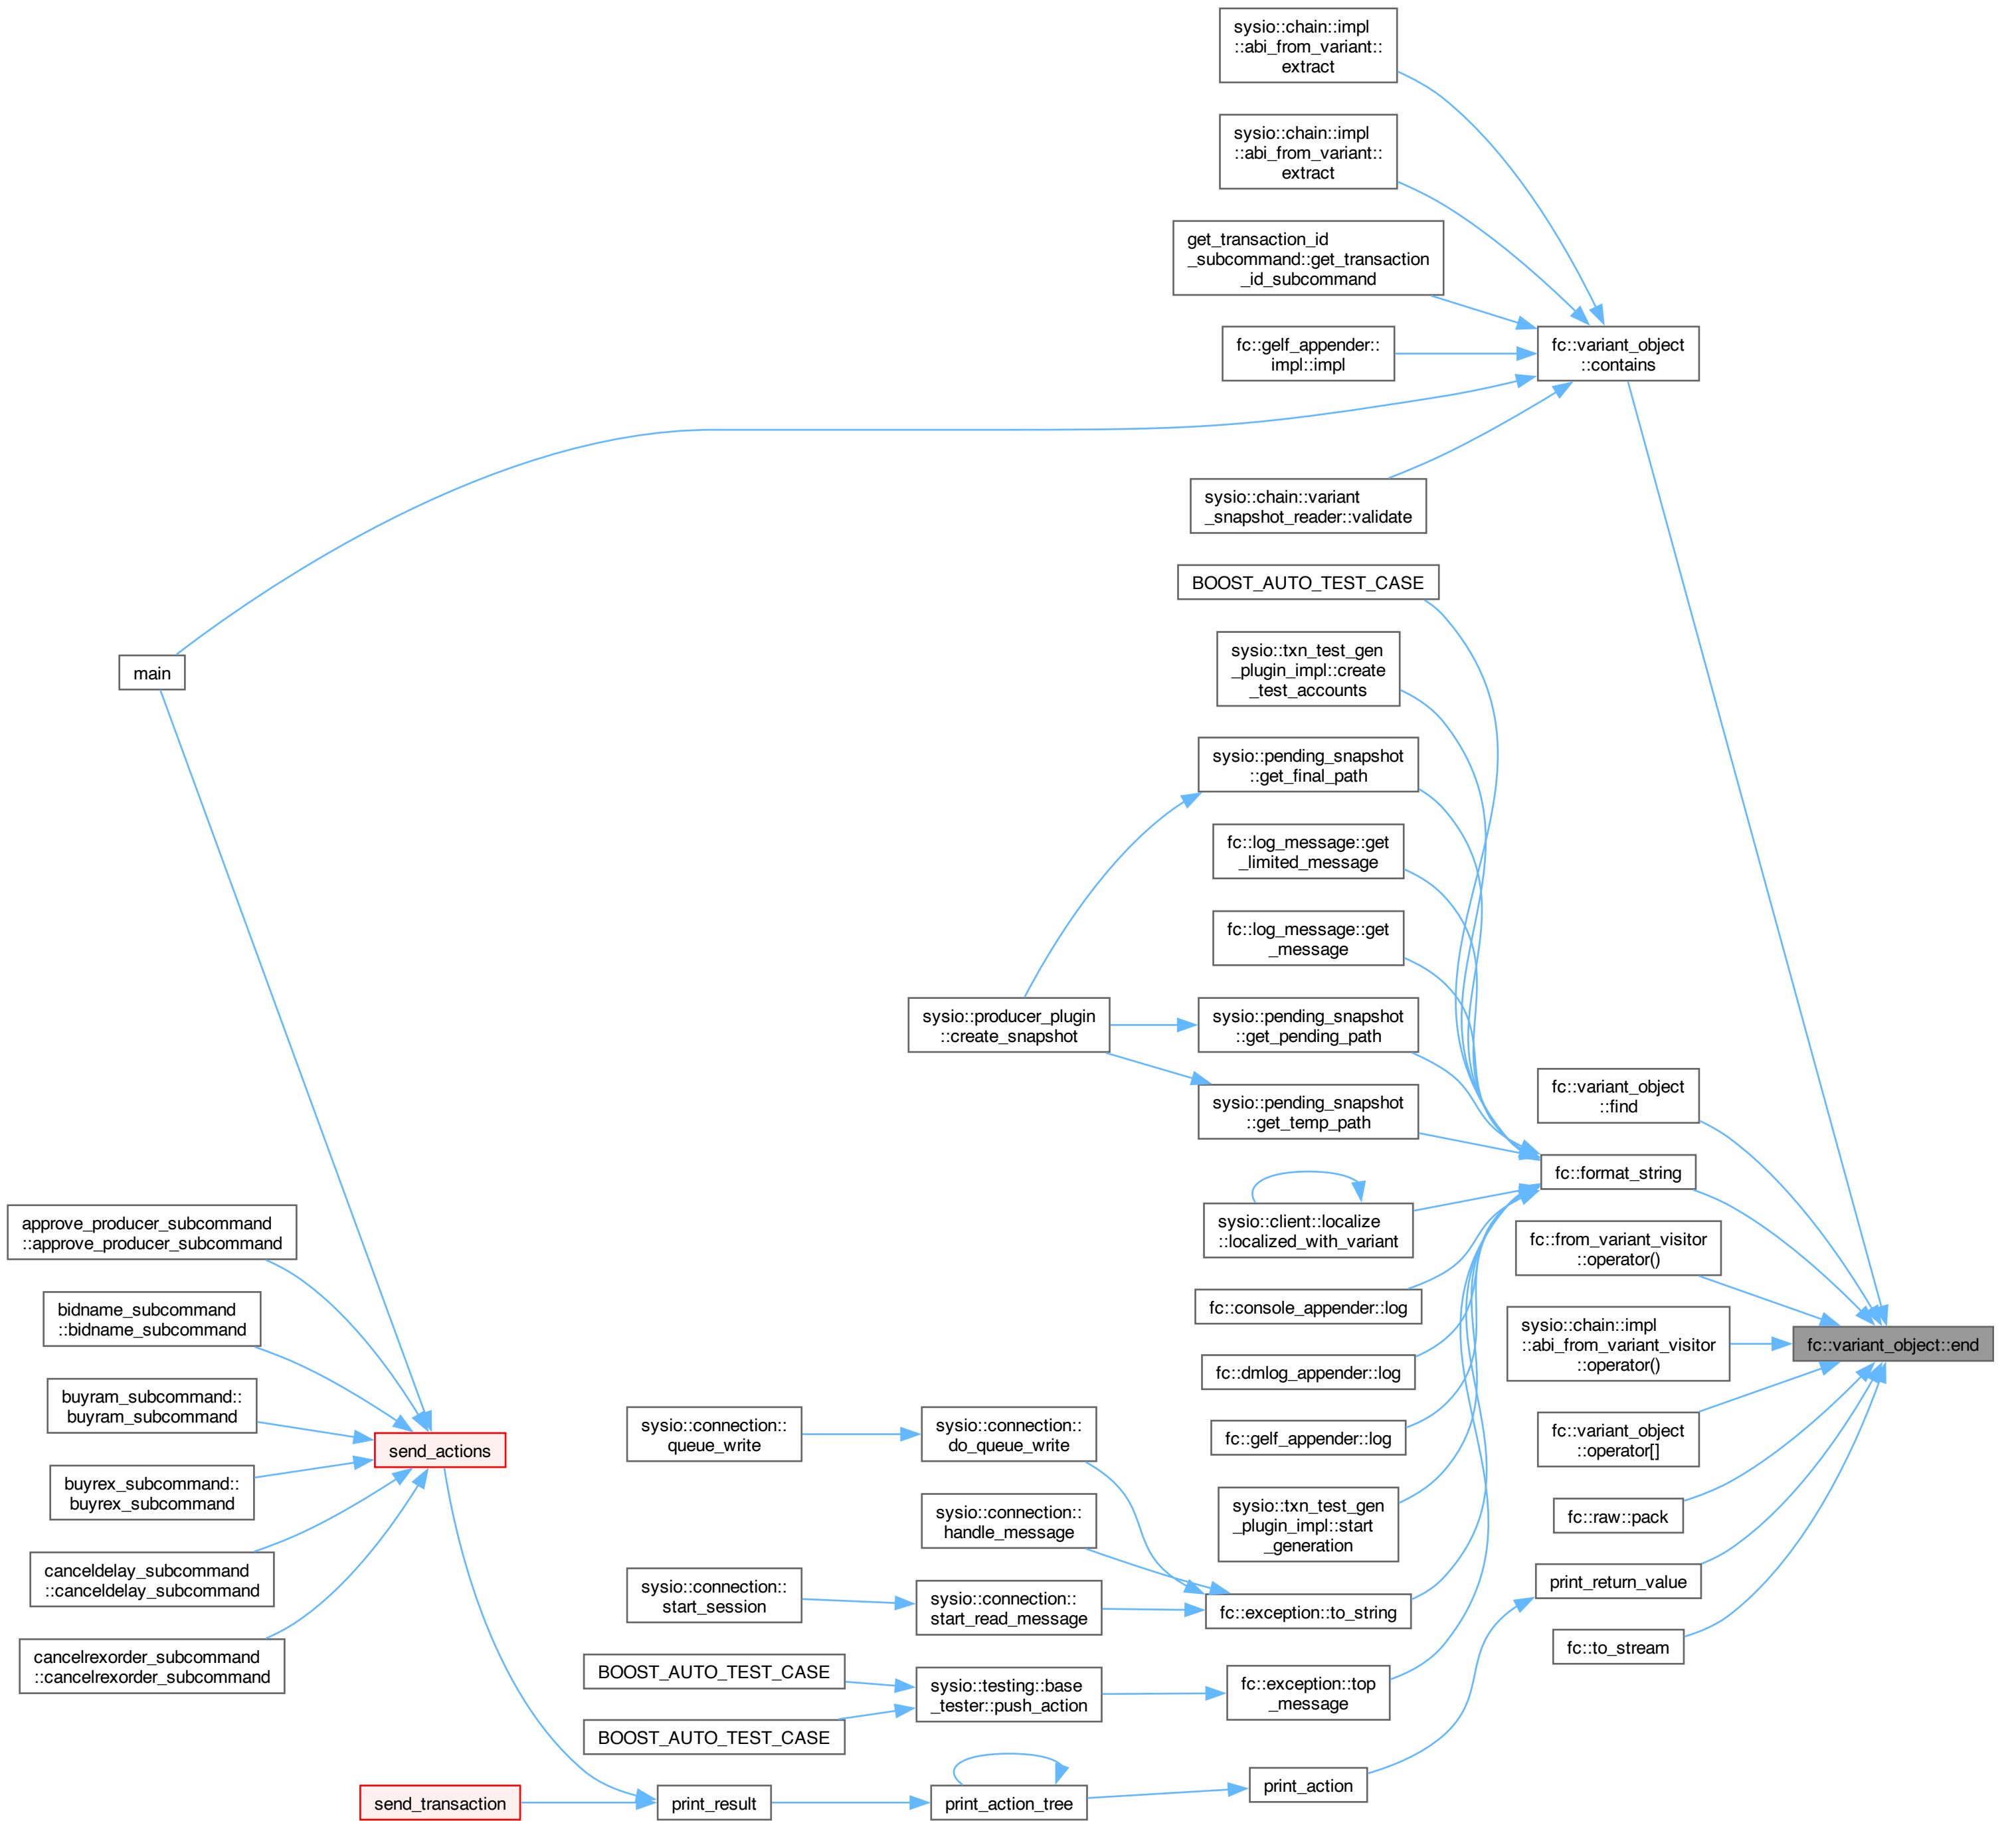 sysio::chain::impl
::abi_from_variant::
extract
sysio::chain::impl
::abi_from_variant::
extract
get_transaction_id
_subcommand::get_transaction
_id_subcommand
fc::gelf_appender::
impl::impl
fc::variant_object
::contains
sysio::chain::variant
_snapshot_reader::validate
main
BOOST_AUTO_TEST_CASE
sysio::txn_test_gen
_plugin_impl::create
_test_accounts
sysio::pending_snapshot
::get_final_path
fc::log_message::get
_limited_message
fc::log_message::get
_message
sysio::producer_plugin
::create_snapshot
sysio::pending_snapshot
::get_pending_path
sysio::pending_snapshot
::get_temp_path
fc::variant_object
::find
fc::format_string
sysio::client::localize
::localized_with_variant
fc::from_variant_visitor
::operator()
approve_producer_subcommand
::approve_producer_subcommand
fc::console_appender::log
sysio::chain::impl
::abi_from_variant_visitor
::operator()
fc::variant_object::end
bidname_subcommand
::bidname_subcommand
fc::dmlog_appender::log
buyram_subcommand::
buyram_subcommand
send_actions
sysio::connection::
queue_write
sysio::connection::
do_queue_write
fc::gelf_appender::log
fc::variant_object
::operator[]
buyrex_subcommand::
buyrex_subcommand
sysio::connection::
handle_message
sysio::txn_test_gen
_plugin_impl::start
_generation
fc::raw::pack
canceldelay_subcommand
::canceldelay_subcommand
sysio::connection::
start_session
sysio::connection::
start_read_message
fc::exception::to_string
print_return_value
cancelrexorder_subcommand
::cancelrexorder_subcommand
BOOST_AUTO_TEST_CASE
sysio::testing::base
_tester::push_action
fc::exception::top
_message
fc::to_stream
BOOST_AUTO_TEST_CASE
send_transaction
print_result
print_action_tree
print_action